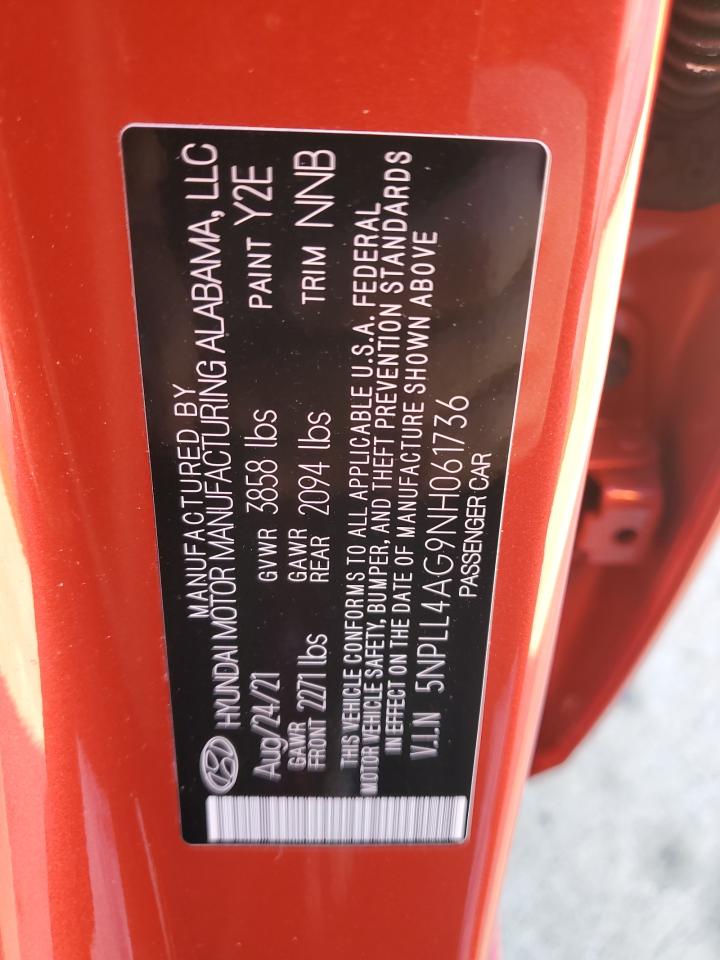 MANUFACTURED BY
HYUNDAI MOTOR MANUFACTURING ALABAMA, LLC
Aug/24/21 GVWR 3858 lbs PAINT Y2E
GAWR FRONT 2271 lbs GAWR REAR 2094 lbs TRIM NNB
THIS VEHICLE CONFORMS TO ALL APPLICABLE U.S.A. FEDERAL
MOTOR VEHICLE SAFETY, BUMPER, AND THEFT PREVENTION STANDARDS
IN EFFECT ON THE DATE OF MANUFACTURE SHOWN ABOVE
V.I.N 5NPLL4AG9NH061736
PASSENGER CAR